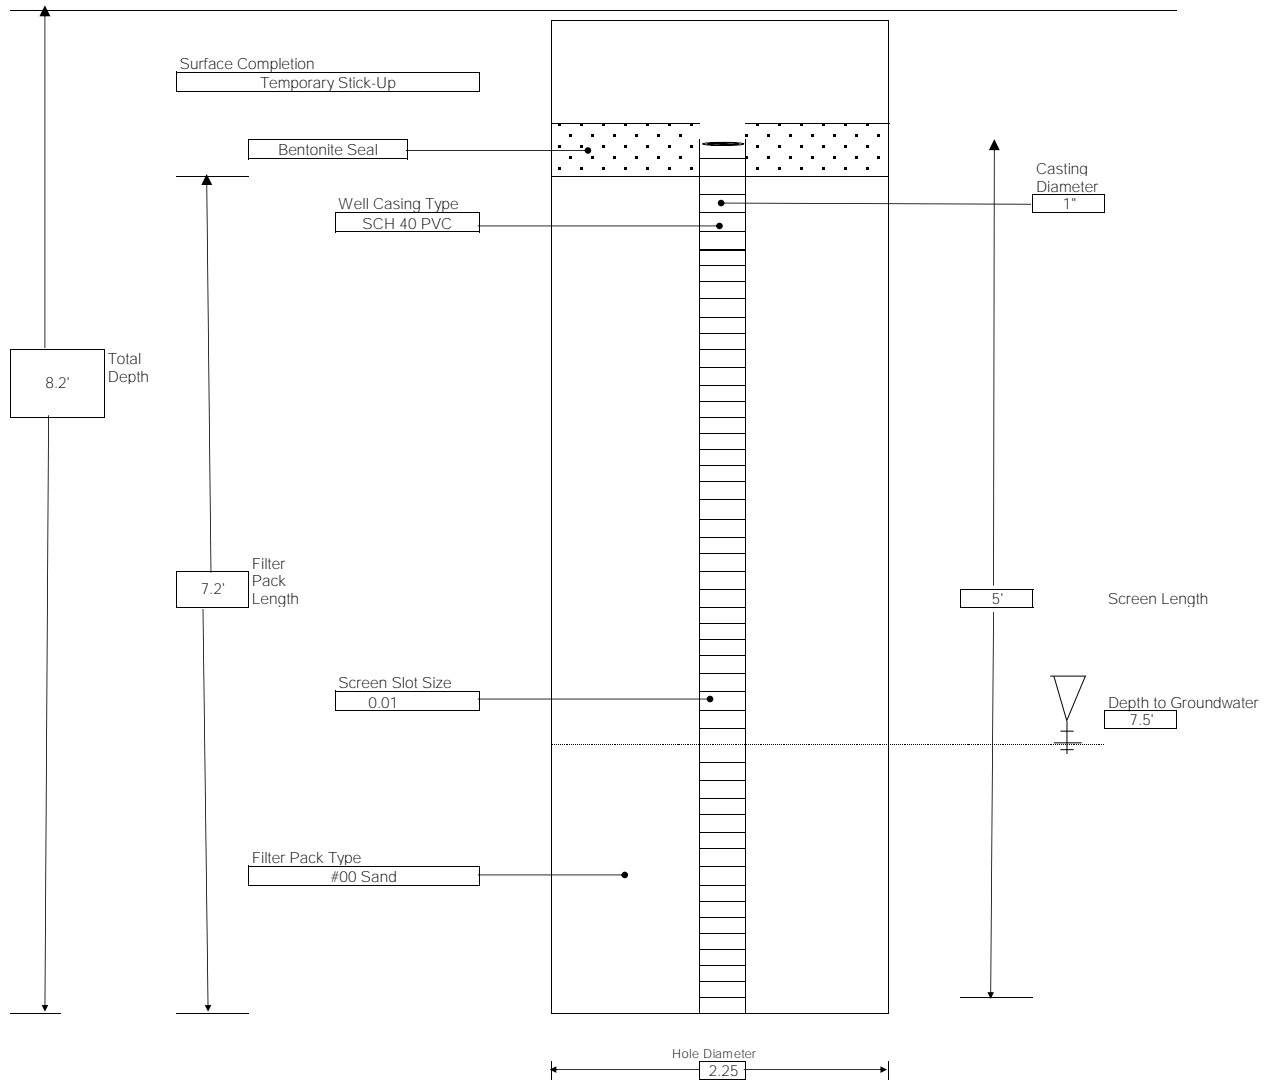 Surface Completion
Temporary Stick-Up
Bentonite Seal
Casting
Diameter
1"
Well Casing Type
SCH 40 PVC
Total
Depth
8.2'
Filter
Pack
Length
7.2'
5'
Screen Length
Screen Slot Size
0.01
Depth to Groundwater
7.5'
Filter Pack Type
#00 Sand
Hole Diameter
2.25